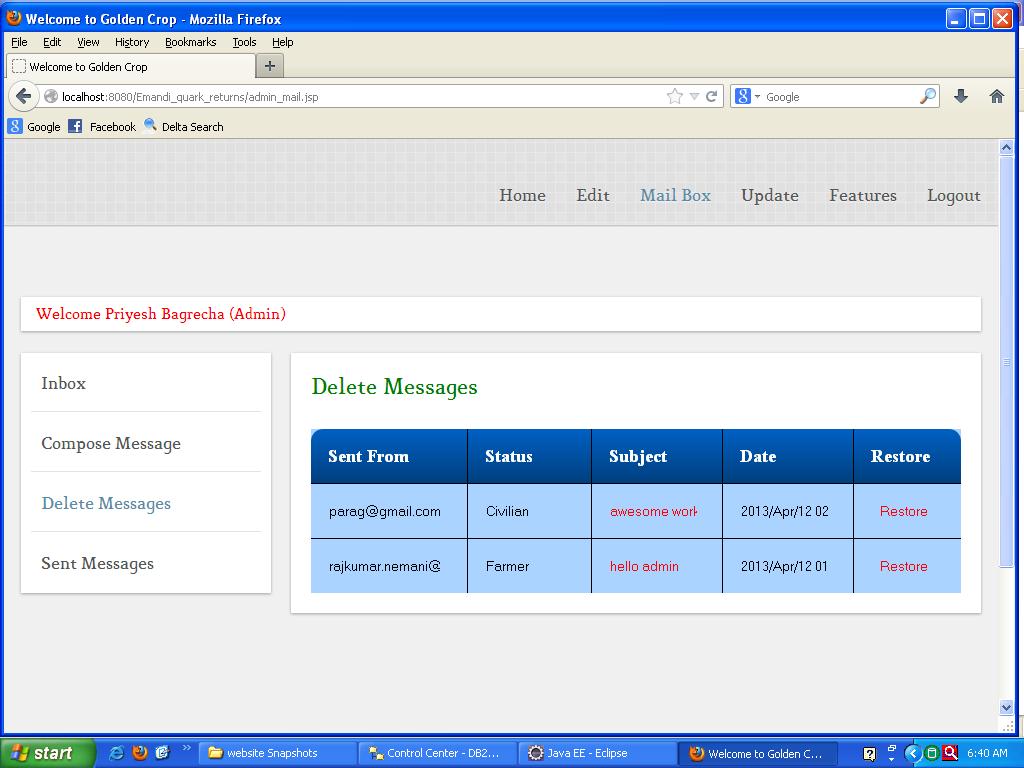 Welcome to Golden Crop - Mozilla Firefox
File Edit View History Bookmarks Tools Help
Welcome to Golden Crop +
localhost:8080/Emandi_quark_returns/admin_mail.jsp Google
Google Facebook Delta Search
Home Edit Mail Box Update Features Logout
Welcome Priyesh Bagrecha (Admin)
Inbox
Compose Message
Delete Messages
Sent Messages
Delete Messages
Sent From Status Subject Date Restore
parag@gmail.com Civilian awesome work 2013/Apr/12 02 Restore
rajkumar.nemani@ Farmer hello admin 2013/Apr/12 01 Restore
start website Snapshots Control Center - DB2... Java EE - Eclipse Welcome to Golden C... 6:40 AM